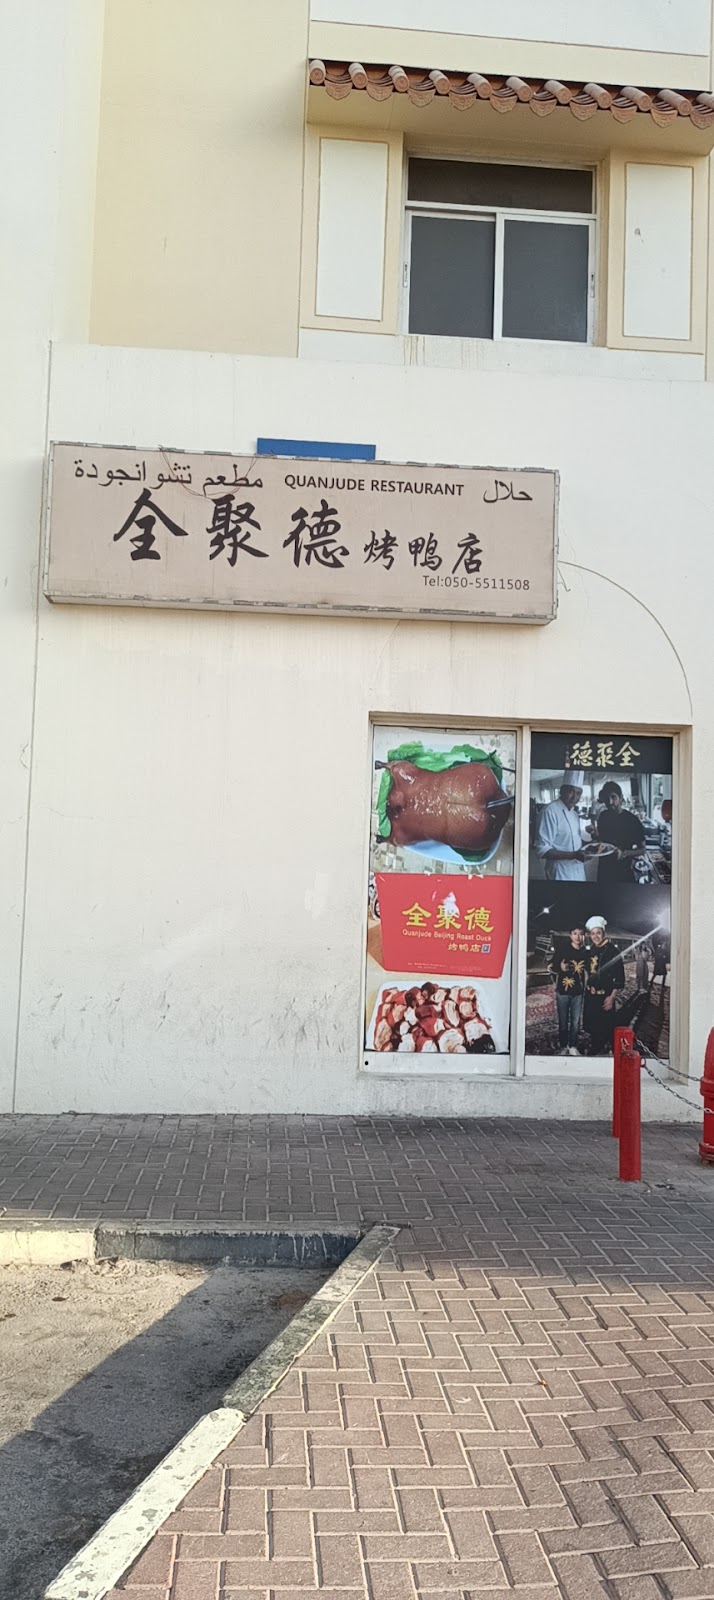 مطعم تشوانجودة QUANJUDE RESTAURANT حلال
全聚德烤鸭店
Tel:050-5511508
全聚德
Quanjude Beijing Roast Duck
烤鸭店
全聚德